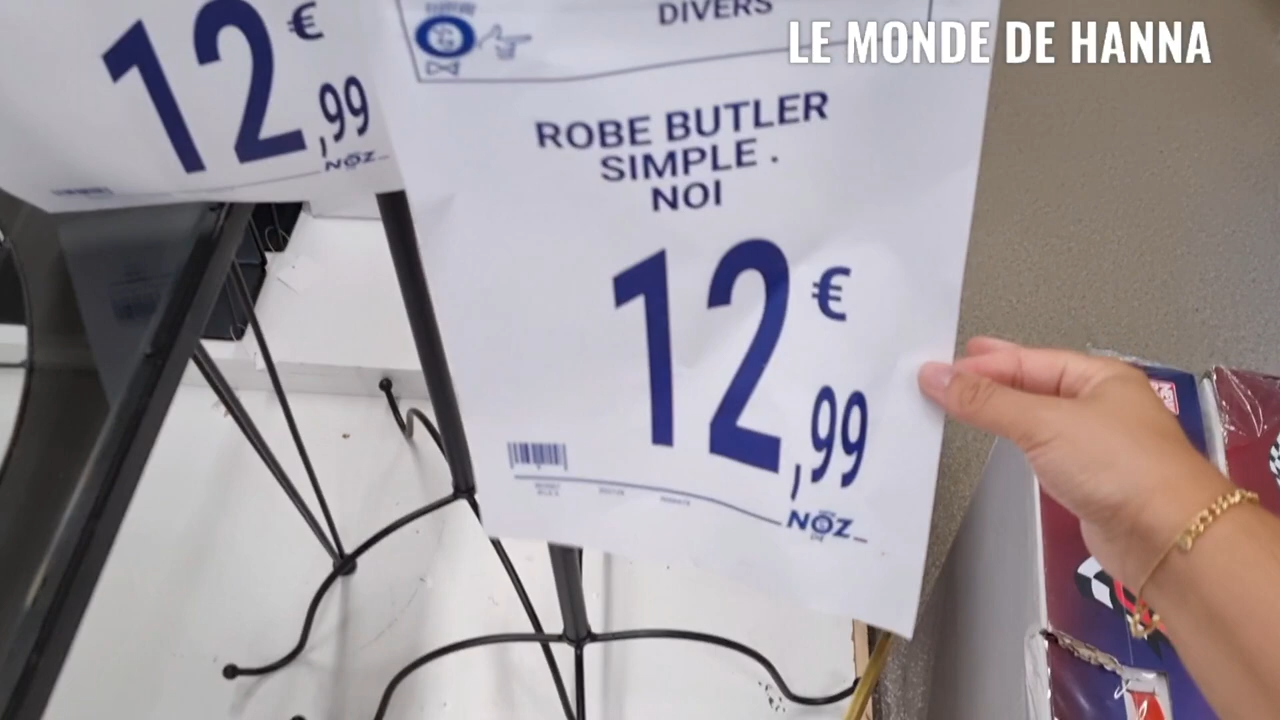 LE MONDE DE HANNA
DIVERS
12 €
,99
NOZ
ROBE BUTLER
SIMPLE .
NOI
12 €
,99
NOZ